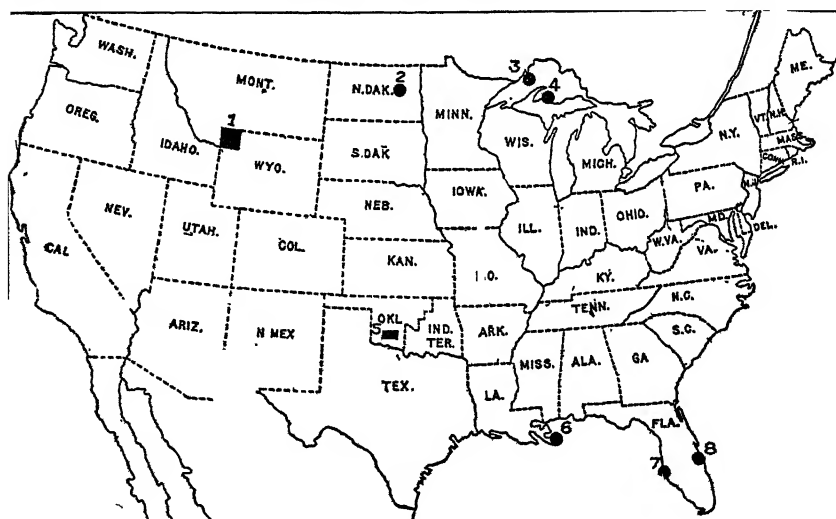 WASH.
MONT.
N.DAK.
2
3
4
ME.
OREG.
1
MINN.
VT.
N.H.
IDAHO.
WYO.
S.DAK
WIS.
MICH.
N.Y.
MASS
CONN.
R.I.
NEV.
NEB.
IOWA.
PA.
N.J.
CAL
UTAH.
COL.
ILL.
IND.
OHIO.
MD.
DEL.
W.VA.
VA.
KAN.
KY.
ARIZ.
N MEX
OKL
5
IND.
TER.
ARK.
TENN.
N.C.
S.C.
TEX.
LA.
MISS.
ALA.
GA
FLA.
6
7
8